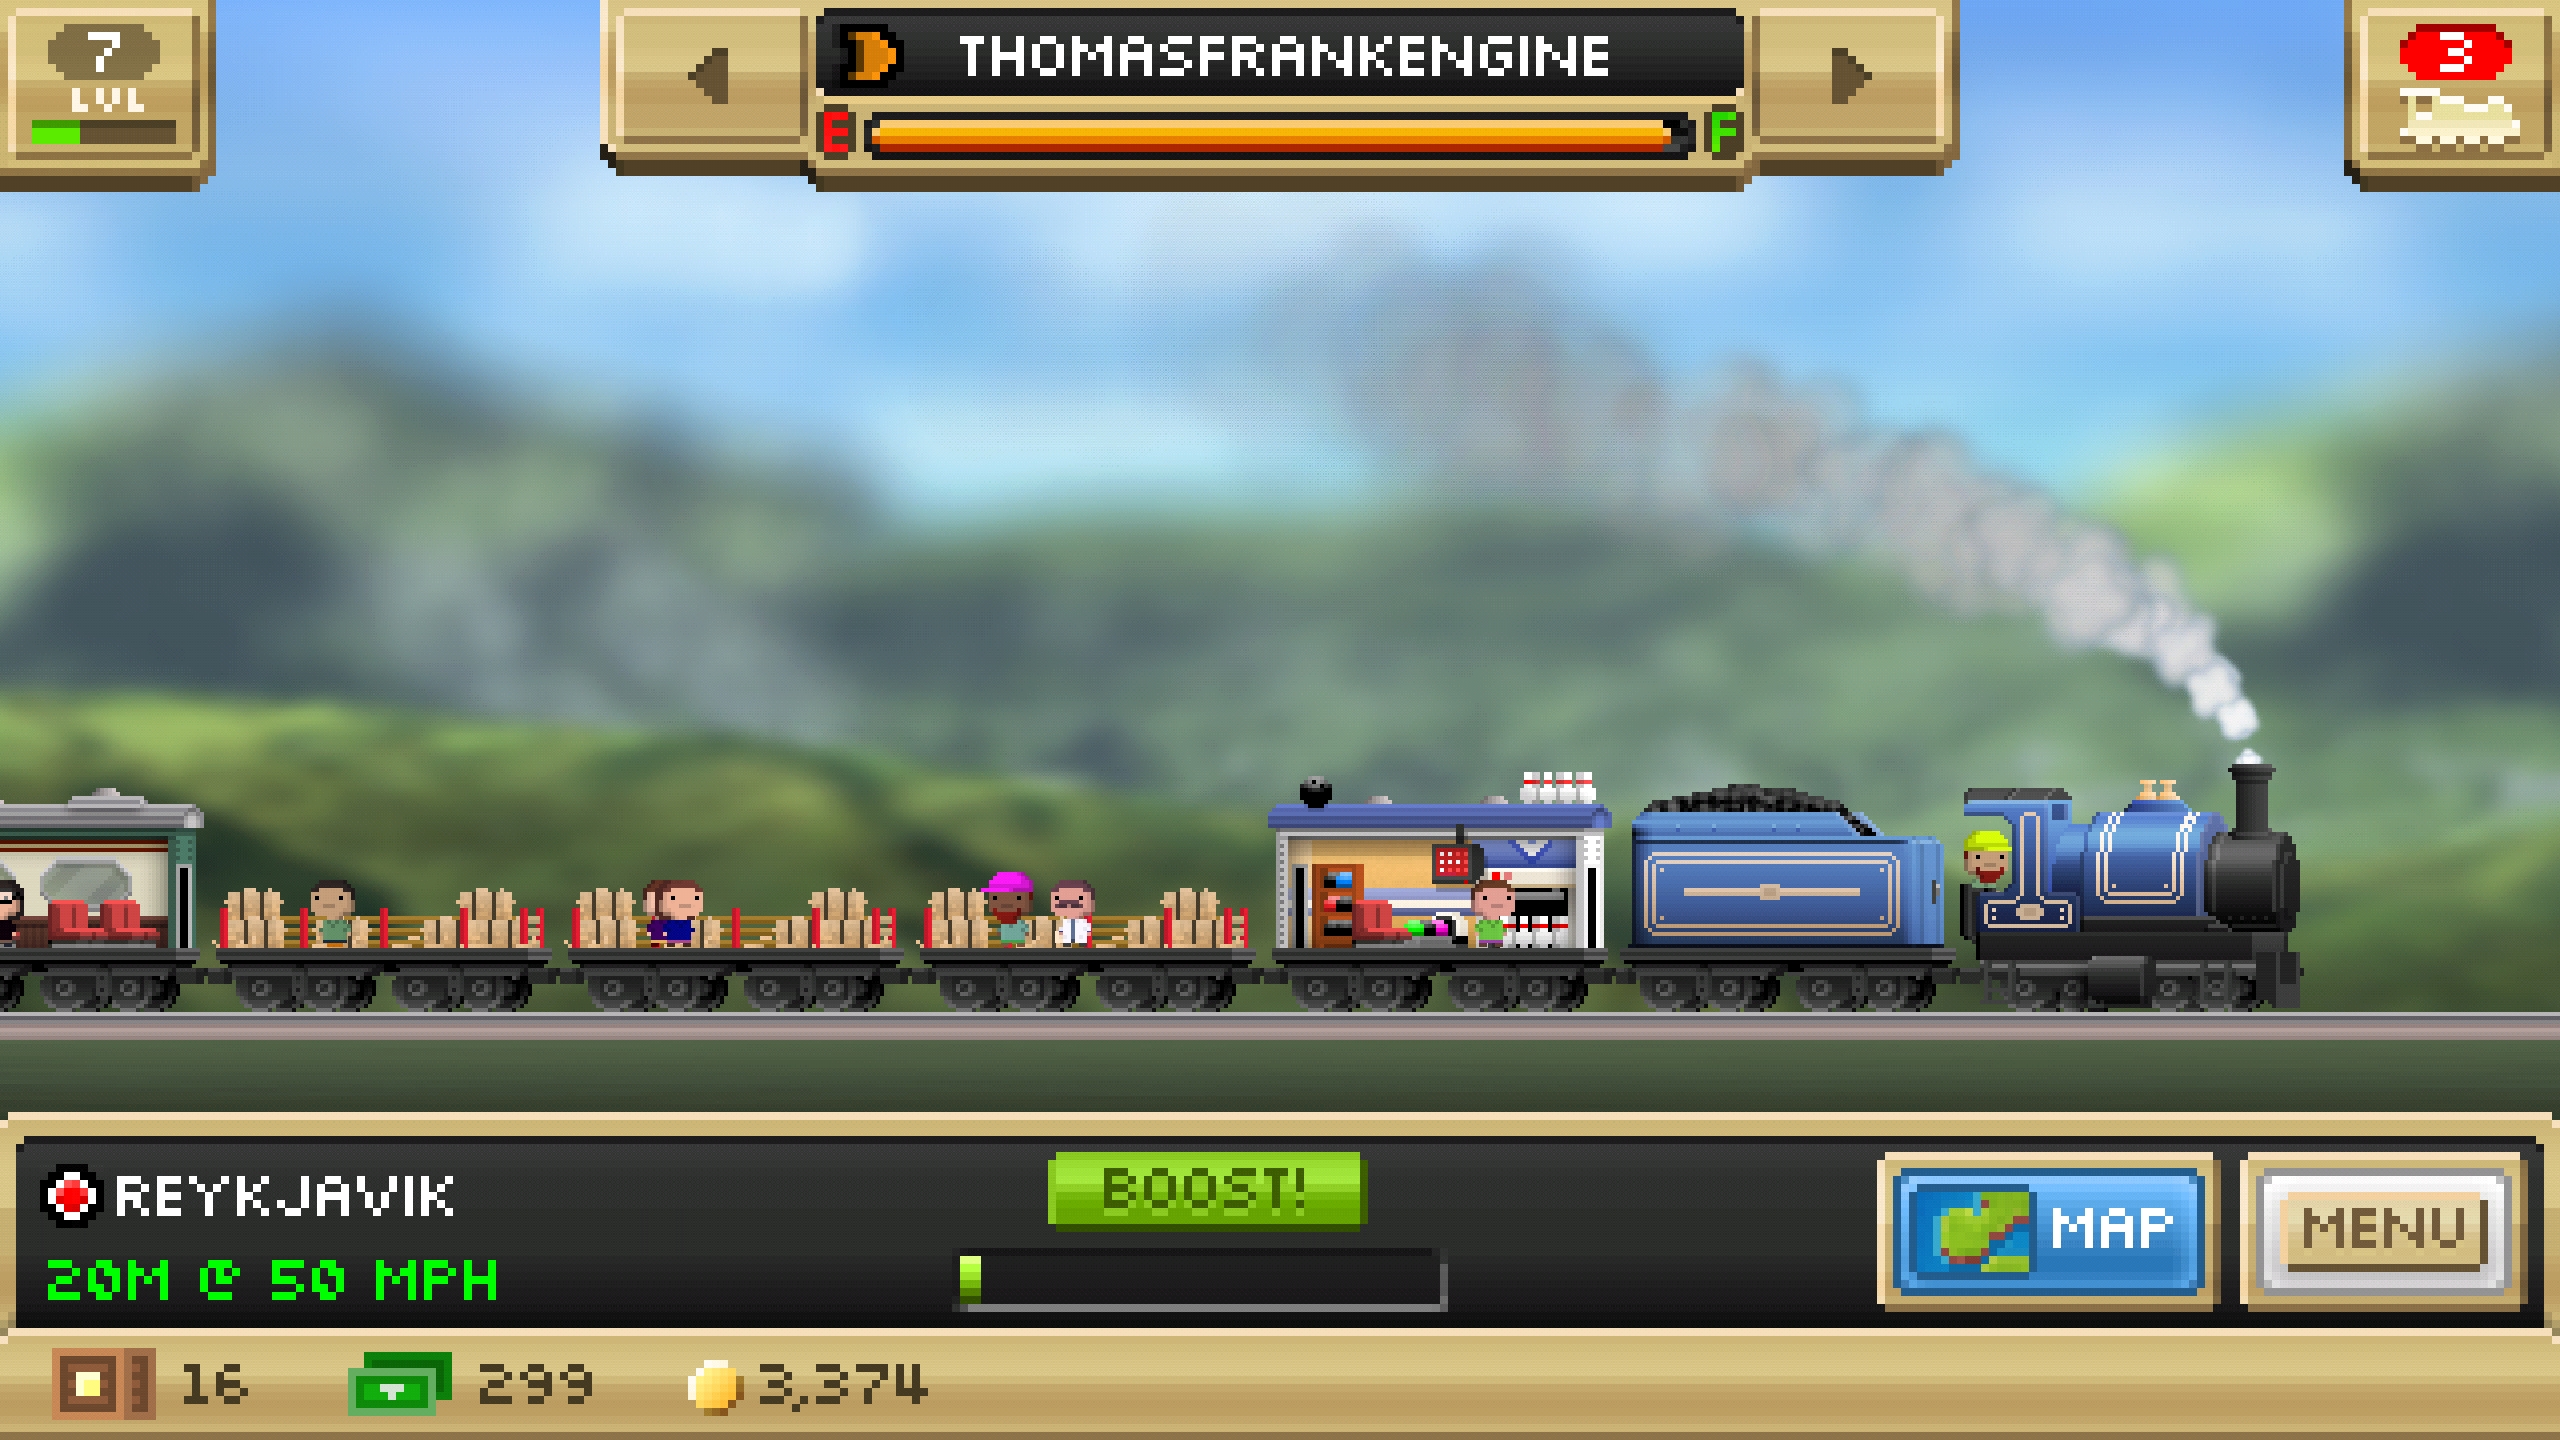 7
LVL
THOMASFRANKENGINE
E F
3
REYKJAVIK
20M @ 50 MPH
BOOST!
MAP
MENU
16 299 3,374